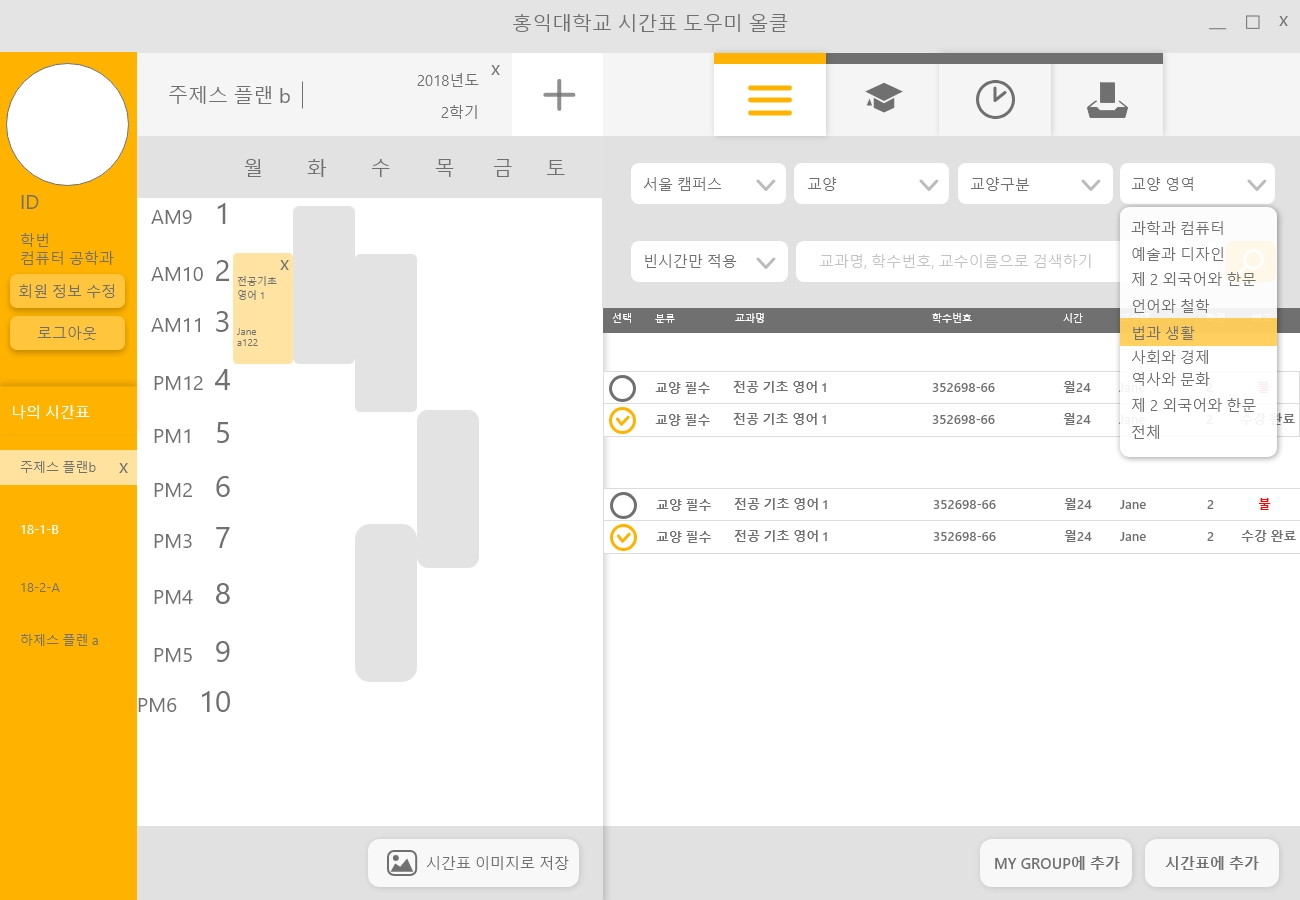 홍익대학교 시간표 도우미 올클
X
ID
학번
컴퓨터 공학과
회원 정보 수정
로그아웃
나의 시간표
주제스 플랜b X
18-1-B
18-2-A
하제스 플렌 a
주제스 플랜 b
2018년도 X
2학기
월 화 수 목 금 토
AM9 1
AM10 2
AM11 3
PM12 4
PM1 5
PM2 6
PM3 7
PM4 8
PM5 9
PM6 10
X
전공기초
영어 1
Jane
a122
시간표 이미지로 저장
서울 캠퍼스 교양 교양구분 교양 영역
빈시간만 적용 교과명, 학수번호, 교수이름으로 검색하기
과학과 컴퓨터
예술과 디자인
제 2 외국어와 한문
언어와 철학
법과 생활
사회와 경제
역사와 문화
제 2 외국어와 한문
전체
선택 분류 교과명 학수번호 시간
교양 필수 전공 기초 영어 1 352698-66 월24 Jane 2 불
교양 필수 전공 기초 영어 1 352698-66 월24 Jane 2 수강 완료
교양 필수 전공 기초 영어 1 352698-66 월24 Jane 2 불
교양 필수 전공 기초 영어 1 352698-66 월24 Jane 2 수강 완료
MY GROUP에 추가 시간표에 추가